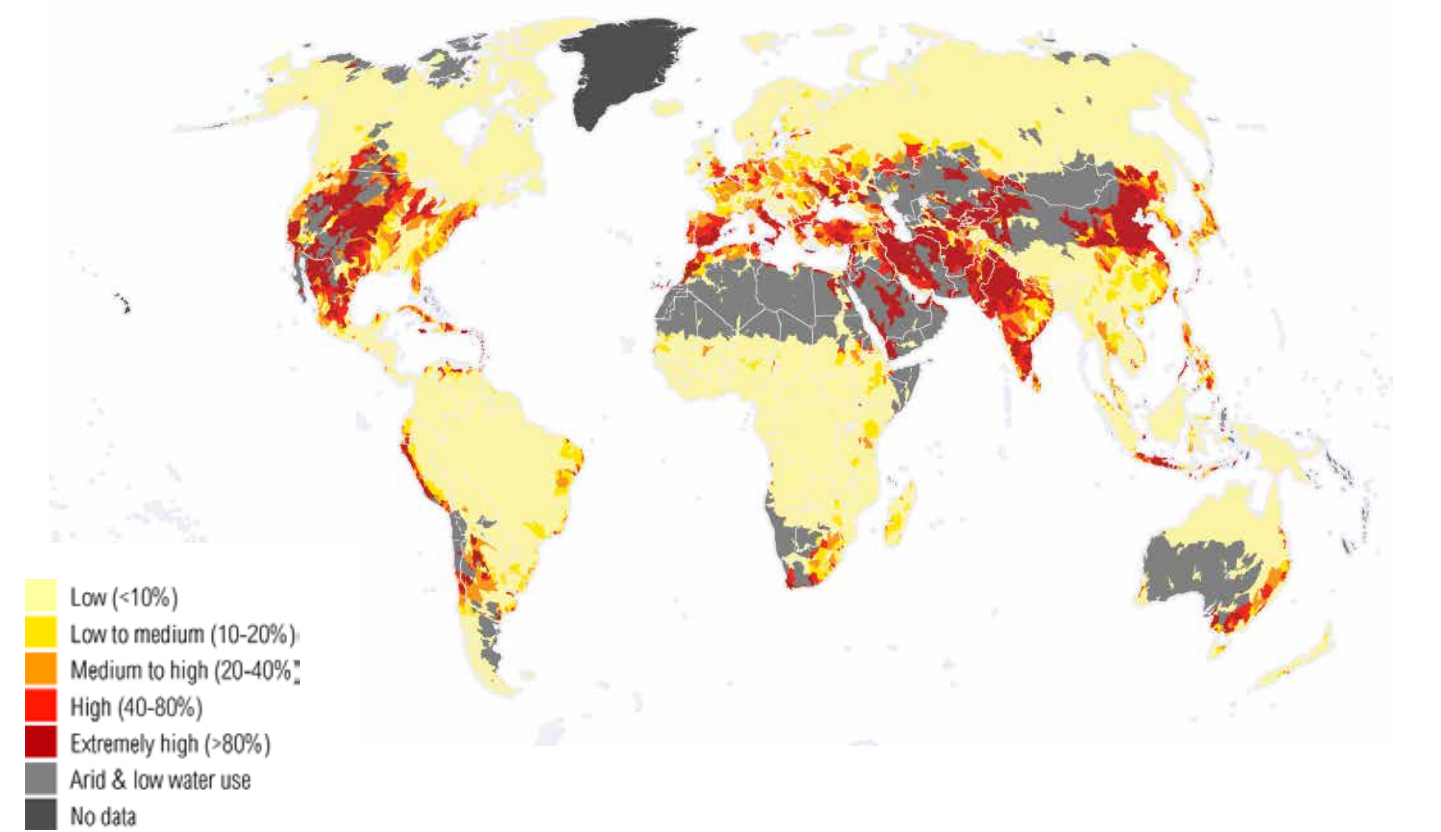 Low (<10%)
Low to medium (10-20%)
Medium to high (20-40%
High (40-80%)
Extremely high (>80%)
Arid & low water use
No data